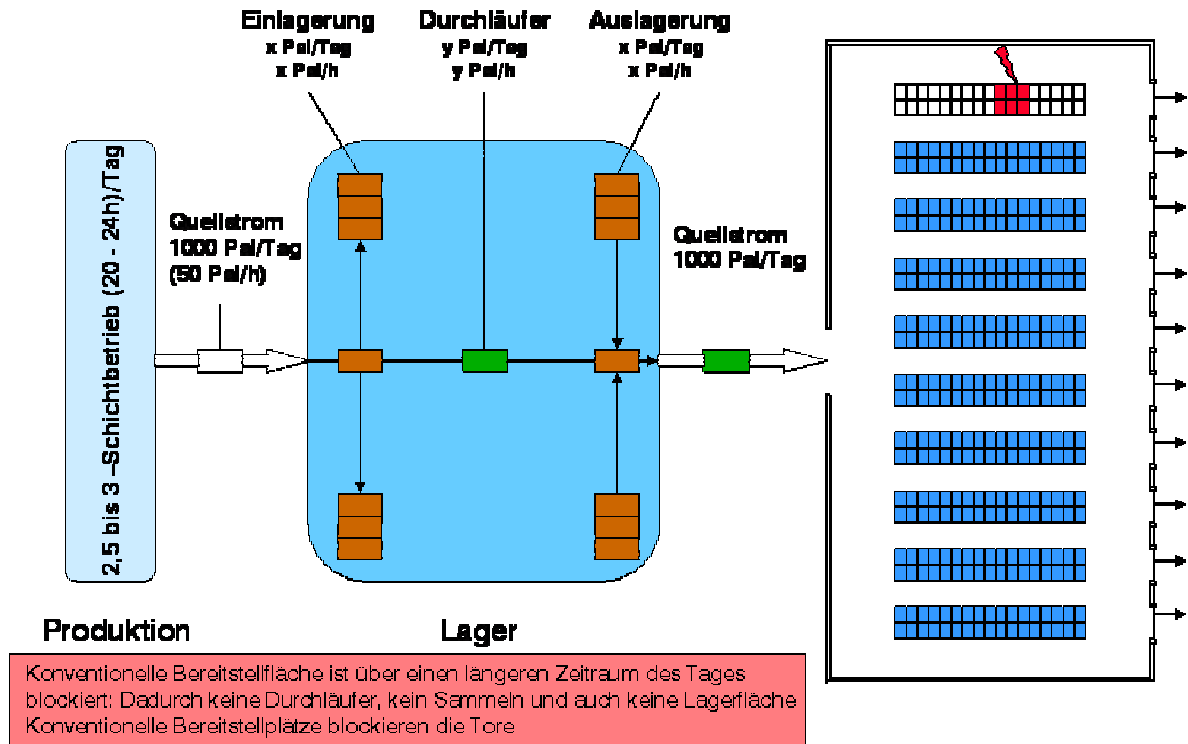 Einlagerung
x Pal/Tag
x Pal/h
Durchläufer
y Pal/Tag
y Pal/h
Auslagerung
x Pal/Tag
x Pal/h
2,5 bis 3 –Schichtbetrieb (20 - 24h)/Tag
Quellstrom
1000 Pal/Tag
(50 Pal/h)
Quellstrom
1000 Pal/Tag
Produktion
Lager
Konventionelle Bereitstellfläche ist über einen längeren Zeitraum des Tages
blockiert: Dadurch keine Durchläufer, kein Sammeln und auch keine Lagerfläche
Konventionelle Bereitstellplätze blockieren die Tore